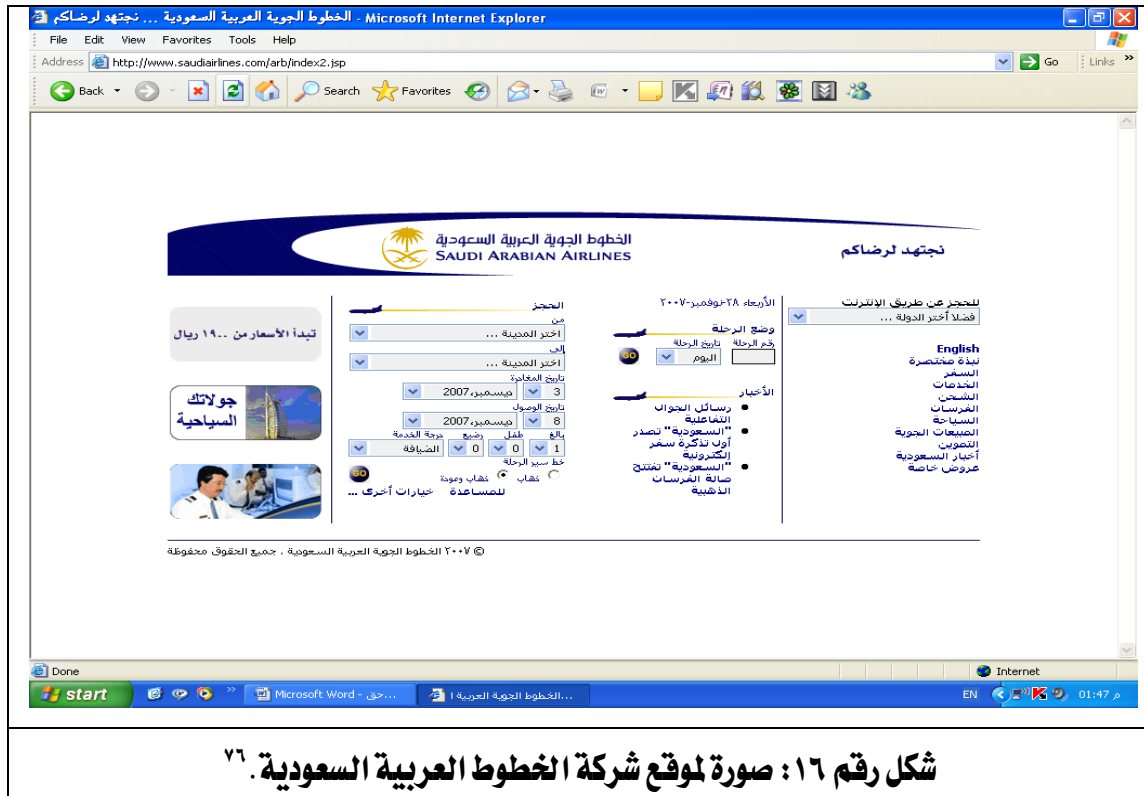 الخطوط الجوية العربية السعودية ... نجتهد لرضاكم - Microsoft Internet Explorer
File Edit View Favorites Tools Help
Address http://www.saudiairlines.com/arb/index2.jsp Go Links »
Back Search Favorites
الخطوط الجوية العربية السعودية
SAUDI ARABIAN AIRLINES
نجتهد لرضاكم
للحجز عن طريق الإنترنت
فضلا أختر الدولة ...
English
نبذة مختصرة
السفر
الخدمات
الشحن
الفرسان
السياحة
المبيعات الجوية
التموين
أخبار السعودية
عروض خاصة
الأربعاء ٢٨-نوفمبر-٢٠٠٧
وضع الرحلة
رقم الرحلة تاريخ الرحلة
اليوم GO
الأخبار
رسائل الجوال
التفاعلية
"السعودية" تصدر
أول تذكرة سفر
إلكترونية
"السعودية" تفتتح
صالة الفرسان
الذهبية
الحجز
من
اختر المدينة ...
إلى
اختر المدينة ...
تاريخ المغادرة
3 ديسمبر،2007
تاريخ الوصول
8 ديسمبر،2007
بالغ طفل رضيع درجة الخدمة
1 0 0 الضيافة
خط سير الرحلة
ذهاب ذهاب وعودة GO
للمساعدة خيارات أخرى ...
تبدأ الأسعار من ١٩٠٠ ريال
جولاتك
السياحية
© ٢٠٠٧ الخطوط الجوية العربية السعودية . جميع الحقوق محفوظة
Done Internet
start » Microsoft Word - حق... الخطوط الجوية العربية ا... EN 01:47 م
شكل رقم ١٦: صورة لموقع شركة الخطوط العربية السعودية.٧٦